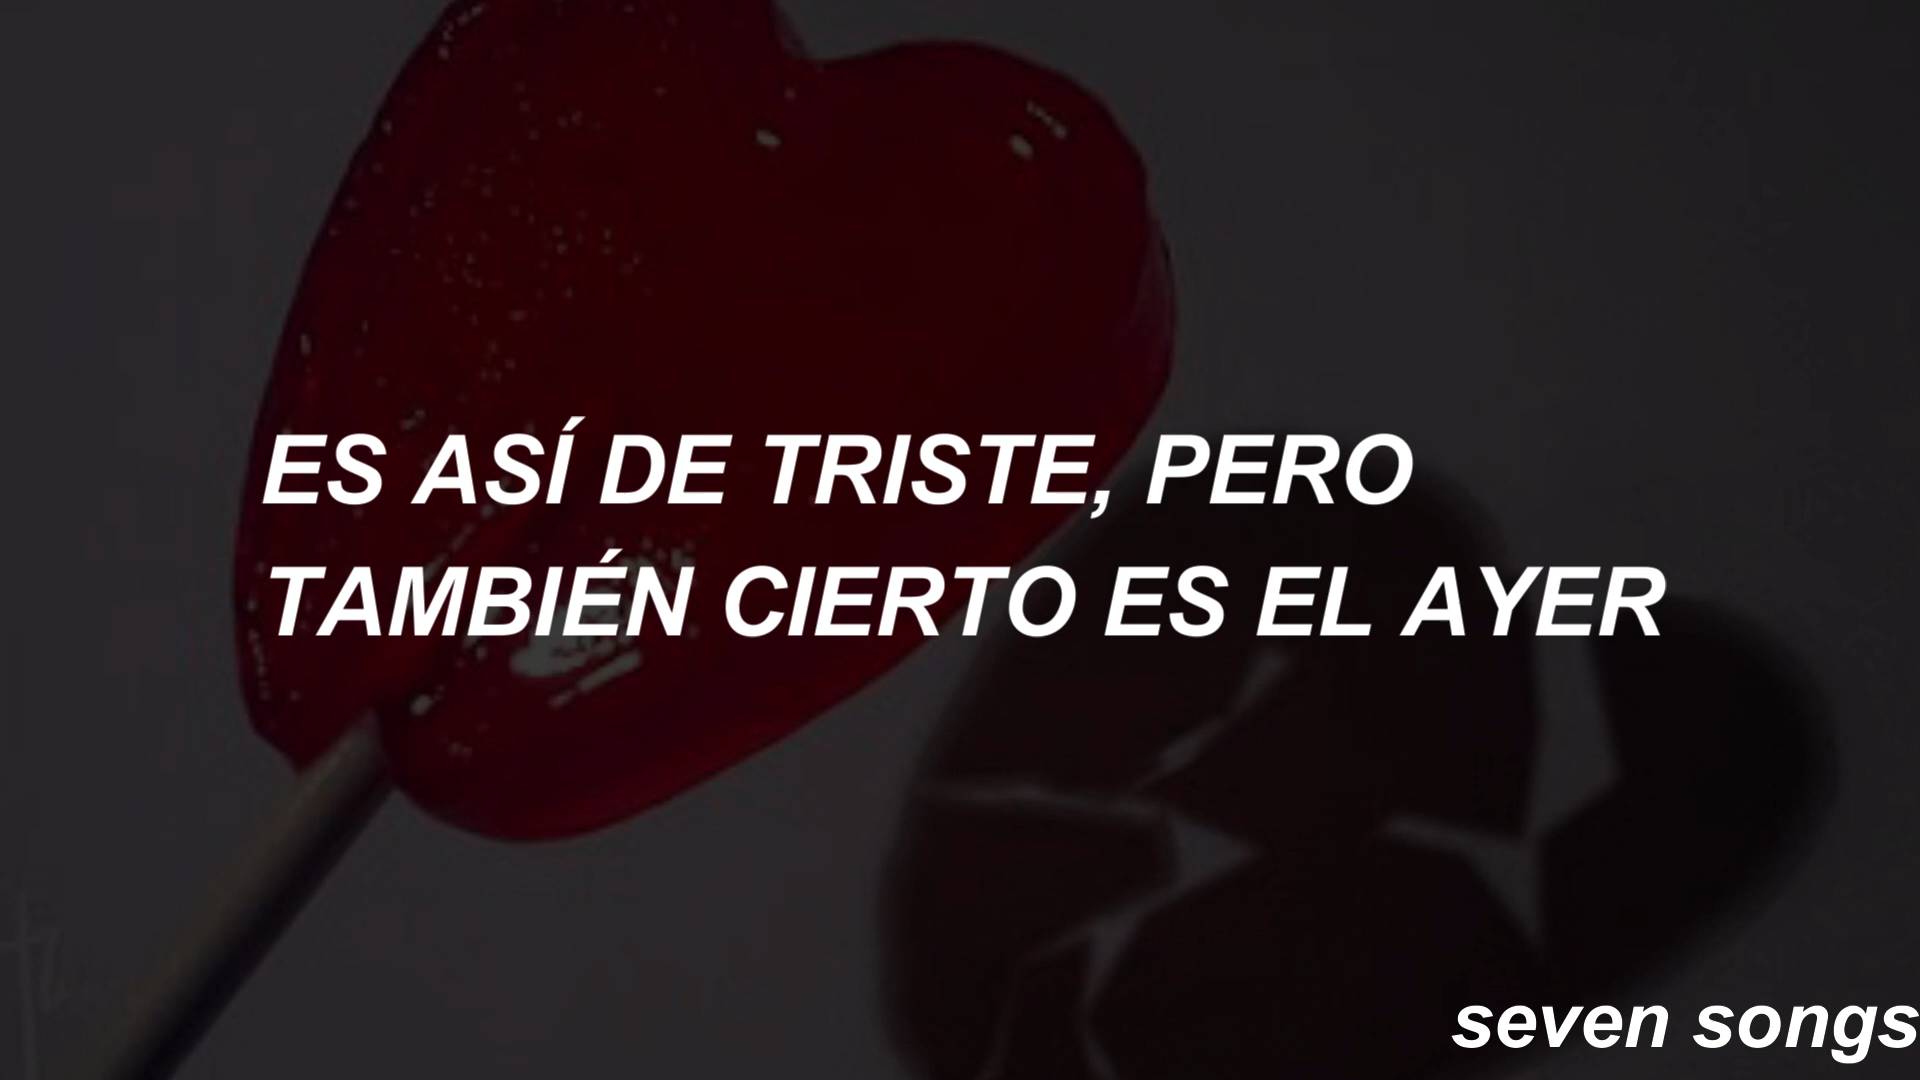 ES ASÍ DE TRISTE, PERO
TAMBIÉN CIERTO ES EL AYER
seven songs